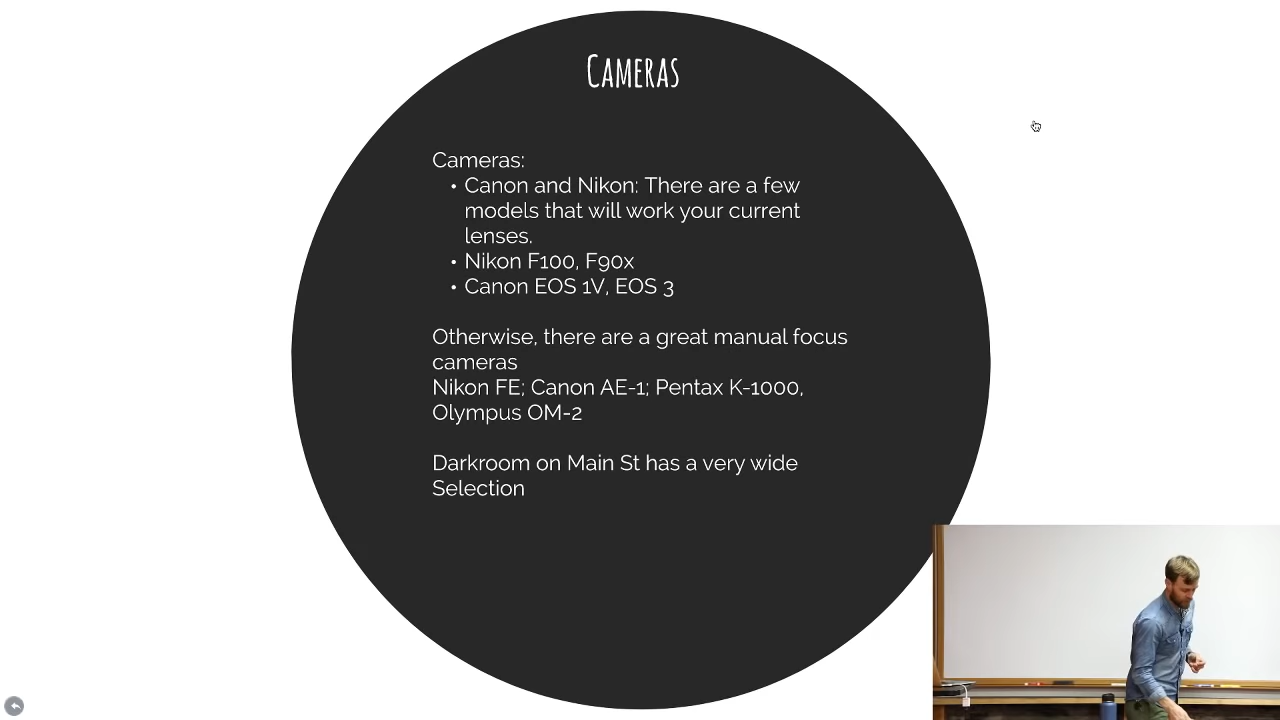 Cameras
Cameras:
• Canon and Nikon: There are a few
models that will work your current
lenses.
• Nikon F100, F90x
• Canon EOS 1V, EOS 3
Otherwise, there are a great manual focus
cameras
Nikon FE; Canon AE-1; Pentax K-1000,
Olympus OM-2
Darkroom on Main St has a very wide
Selection